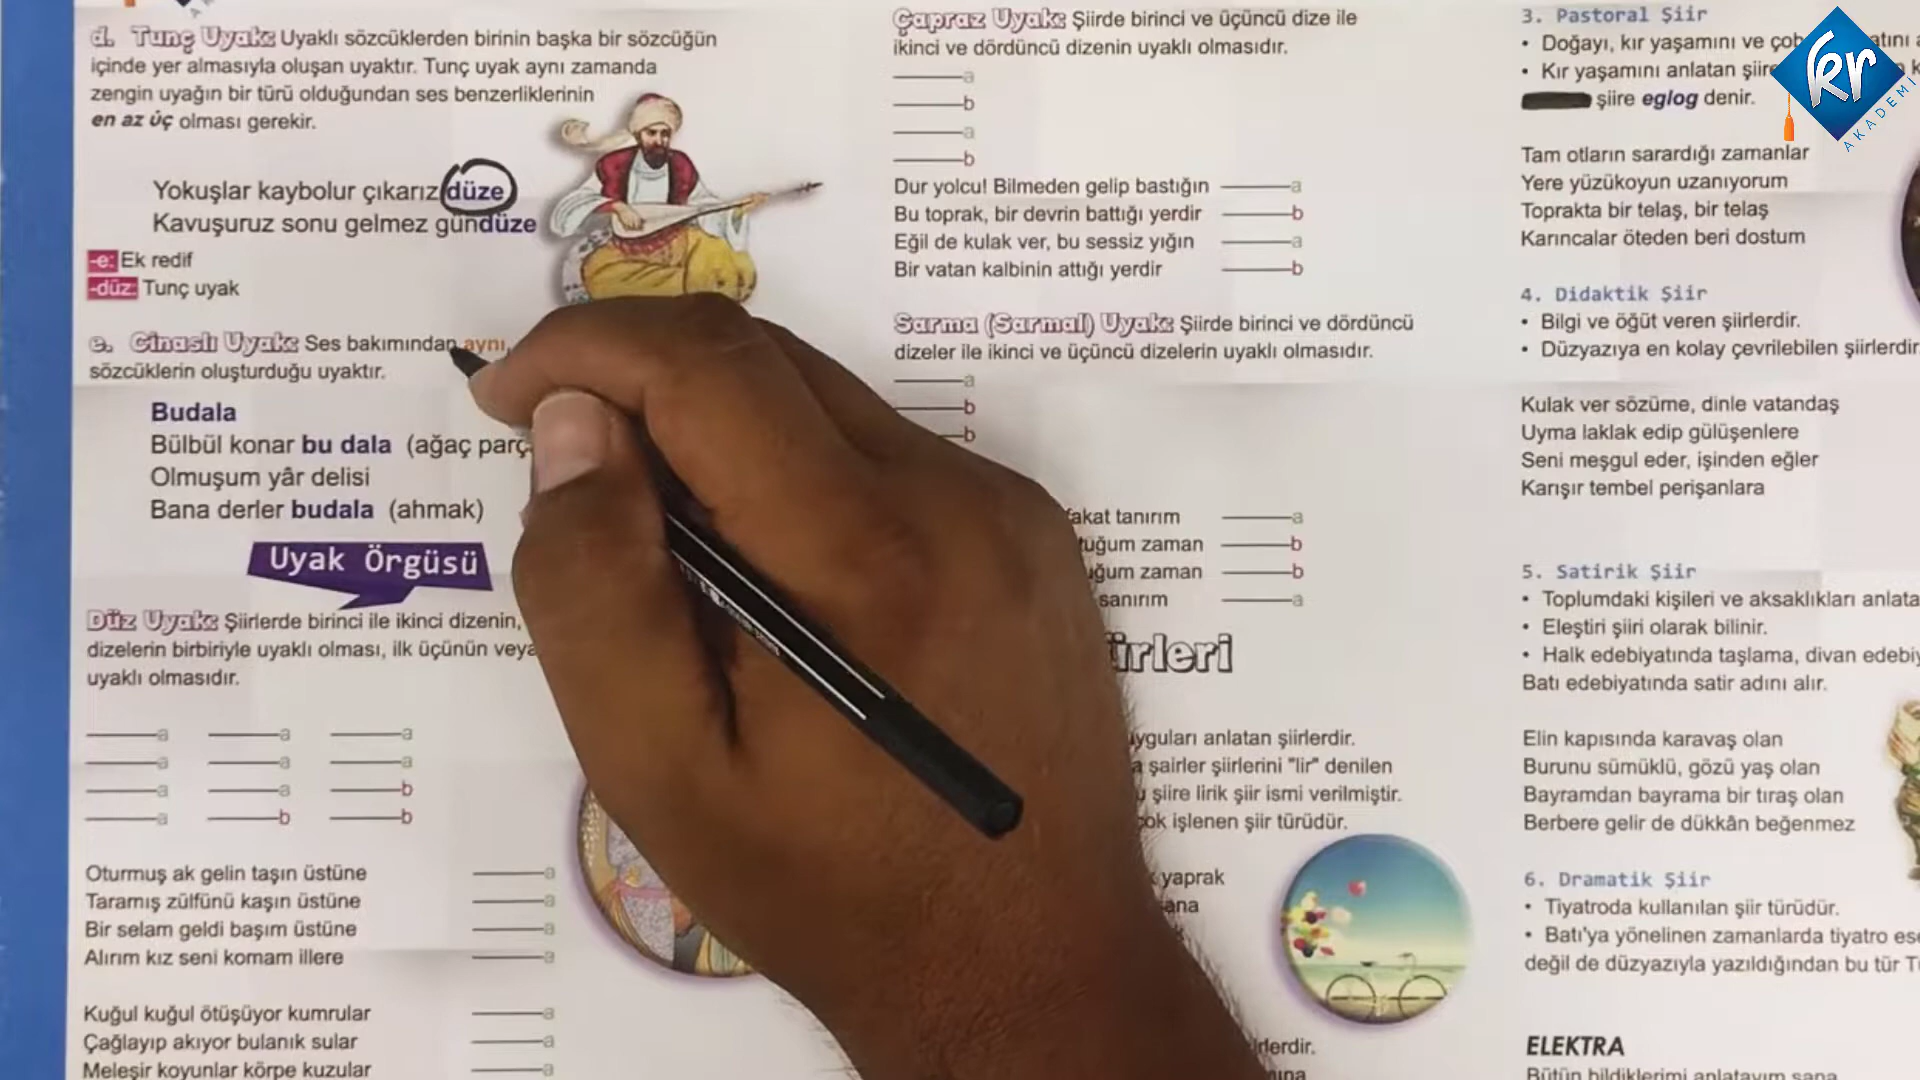 d. Tunç Uyak: Uyaklı sözcüklerden birinin başka bir sözcüğün
içinde yer almasıyla oluşan uyaktır. Tunç uyak aynı zamanda
zengin uyağın bir türü olduğundan ses benzerliklerinin
en az üç olması gerekir.
Yokuşlar kaybolur çıkarız düze
Kavuşuruz sonu gelmez gündüze
-e: Ek redif
-düz: Tunç uyak
e. Cinaslı Uyak: Ses bakımından aynı,
sözcüklerin oluşturduğu uyaktır.
Budala
Bülbül konar bu dala (ağaç
Olmuşum yâr delisi
Bana derler budala (ahmak)
Uyak Örgüsü
Düz Uyak: Şiirlerde birinci ile ikinci dizenin,
dizelerin birbiriyle uyaklı olması, ilk üçünün veya
uyaklı olmasıdır.
a a a
a a a
a a b
a b b
Oturmuş ak gelin taşın üstüne a
Taramış zülfünü kaşın üstüne a
Bir selam geldi başım üstüne a
Alırım kız seni komam illere a
Kuğul kuğul ötüşüyor kumrular a
Çağlayıp akıyor bulanık sular a
Meleşir koyunlar körpe kuzular a
Çapraz Uyak: Şiirde birinci ve üçüncü dize ile
ikinci ve dördüncü dizenin uyaklı olmasıdır.
a
b
a
b
Dur yolcu! Bilmeden gelip bastığın a
Bu toprak, bir devrin battığı yerdir b
Eğil de kulak ver, bu sessiz yığın a
Bir vatan kalbinin attığı yerdir b
Sarma (Sarmal) Uyak: Şiirde birinci ve dördüncü
dizeler ile ikinci ve üçüncü dizelerin uyaklı olmasıdır.
a
b
b
fakat tanırım a
zaman b
zaman b
sanırım a
anlatan şiirlerdir.
şairler şiirlerini "lir" denilen
şiire lirik şiir ismi verilmiştir.
işlenen şiir türüdür.
yaprak
3. Pastoral Şiir
• Doğayı, kır yaşamını ve
• Kır yaşamını anlatan
şiire eglog denir.
Tam otların sarardığı zamanlar
Yere yüzükoyun uzanıyorum
Toprakta bir telaş, bir telaş
Karıncalar öteden beri dostum
4. Didaktik Şiir
• Bilgi ve öğüt veren şiirlerdir.
• Düzyazıya en kolay çevrilebilen şiirlerdir
Kulak ver sözüme, dinle vatandaş
Uyma laklak edip gülüşenlere
Seni meşgul eder, işinden eğler
Karışır tembel perişanlara
5. Satirik Şiir
• Toplumdaki kişileri ve aksaklıkları
• Eleştiri şiiri olarak bilinir.
• Halk edebiyatında taşlama, divan
Batı edebiyatında satir adını alır.
Elin kapısında karavaş olan
Burunu sümüklü, gözü yaş olan
Bayramdan bayrama bir tıraş olan
Berbere gelir de dükkân beğenmez
6. Dramatik Şiir
• Tiyatroda kullanılan şiir türüdür.
• Batı'ya yönelinen zamanlarda tiyatro
değil de düzyazıyla yazıldığından bu tür
ELEKTRA
Bütün bildiklerimi anlatayım sana
kr
AKADEMİ